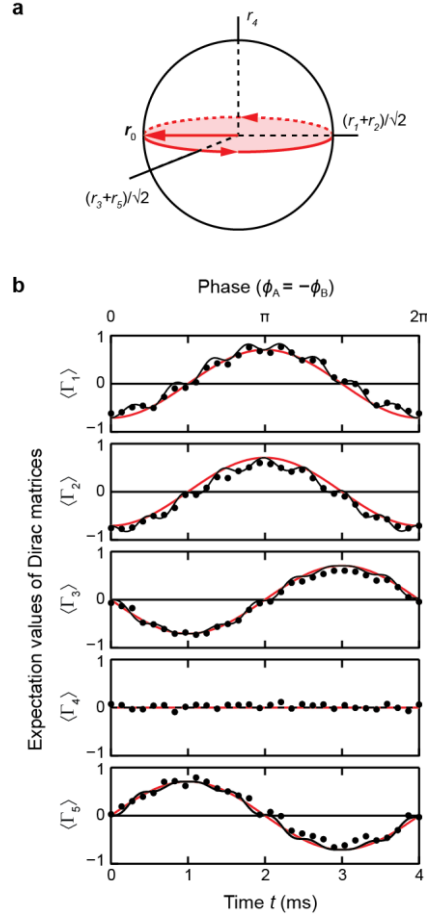 a
r₄
r₀
(r₁+r₂)/√2
(r₃+r₅)/√2
b
Phase (ϕA = −ϕB)
0 π 2π
Expectation values of Dirac matrices
⟨Γ₁⟩
1
0
−1
⟨Γ₂⟩
1
0
−1
⟨Γ₃⟩
1
0
−1
⟨Γ₄⟩
1
0
−1
⟨Γ₅⟩
1
0
−1
0 1 2 3 4
Time t (ms)